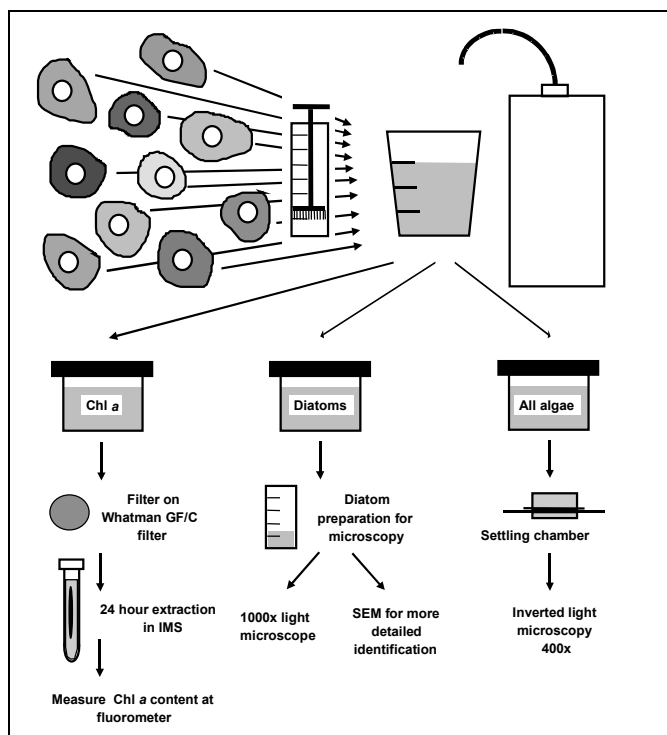 Chl a
Diatoms
All algae
Filter on
Whatman GF/C
filter
Diatom
preparation for
microscopy
Settling chamber
24 hour extraction
in IMS
1000x light
microscope
SEM for more
detailed
identification
Inverted light
microscopy
400x
Measure Chl a content at
fluorometer